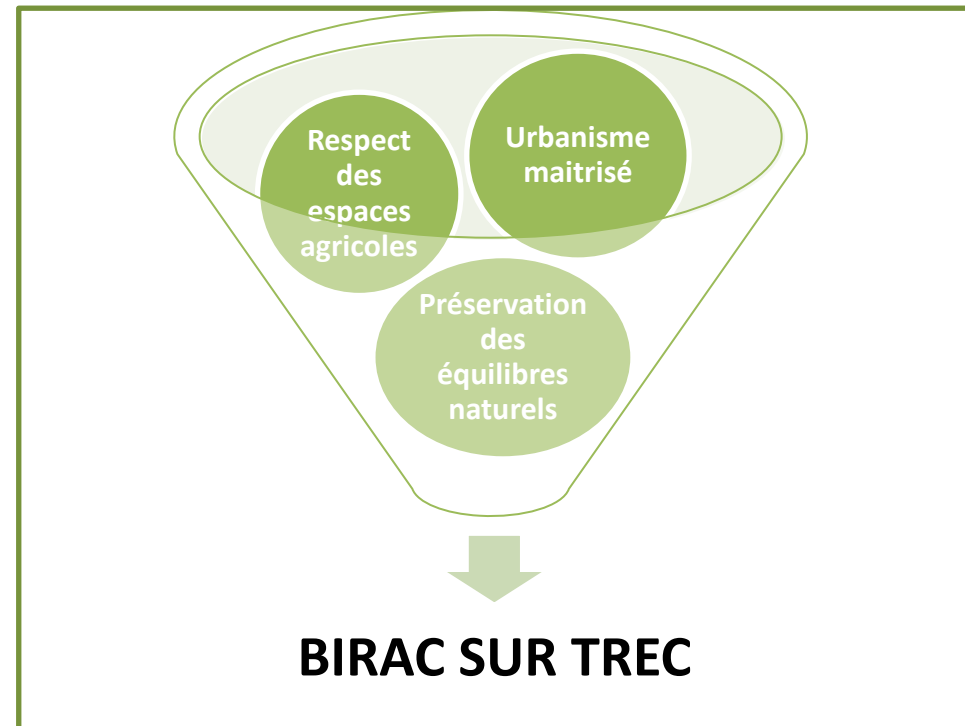 Respect
des
espaces
agricoles
Urbanisme
maitrisé
Préservation
des
équilibres
naturels
BIRAC SUR TREC